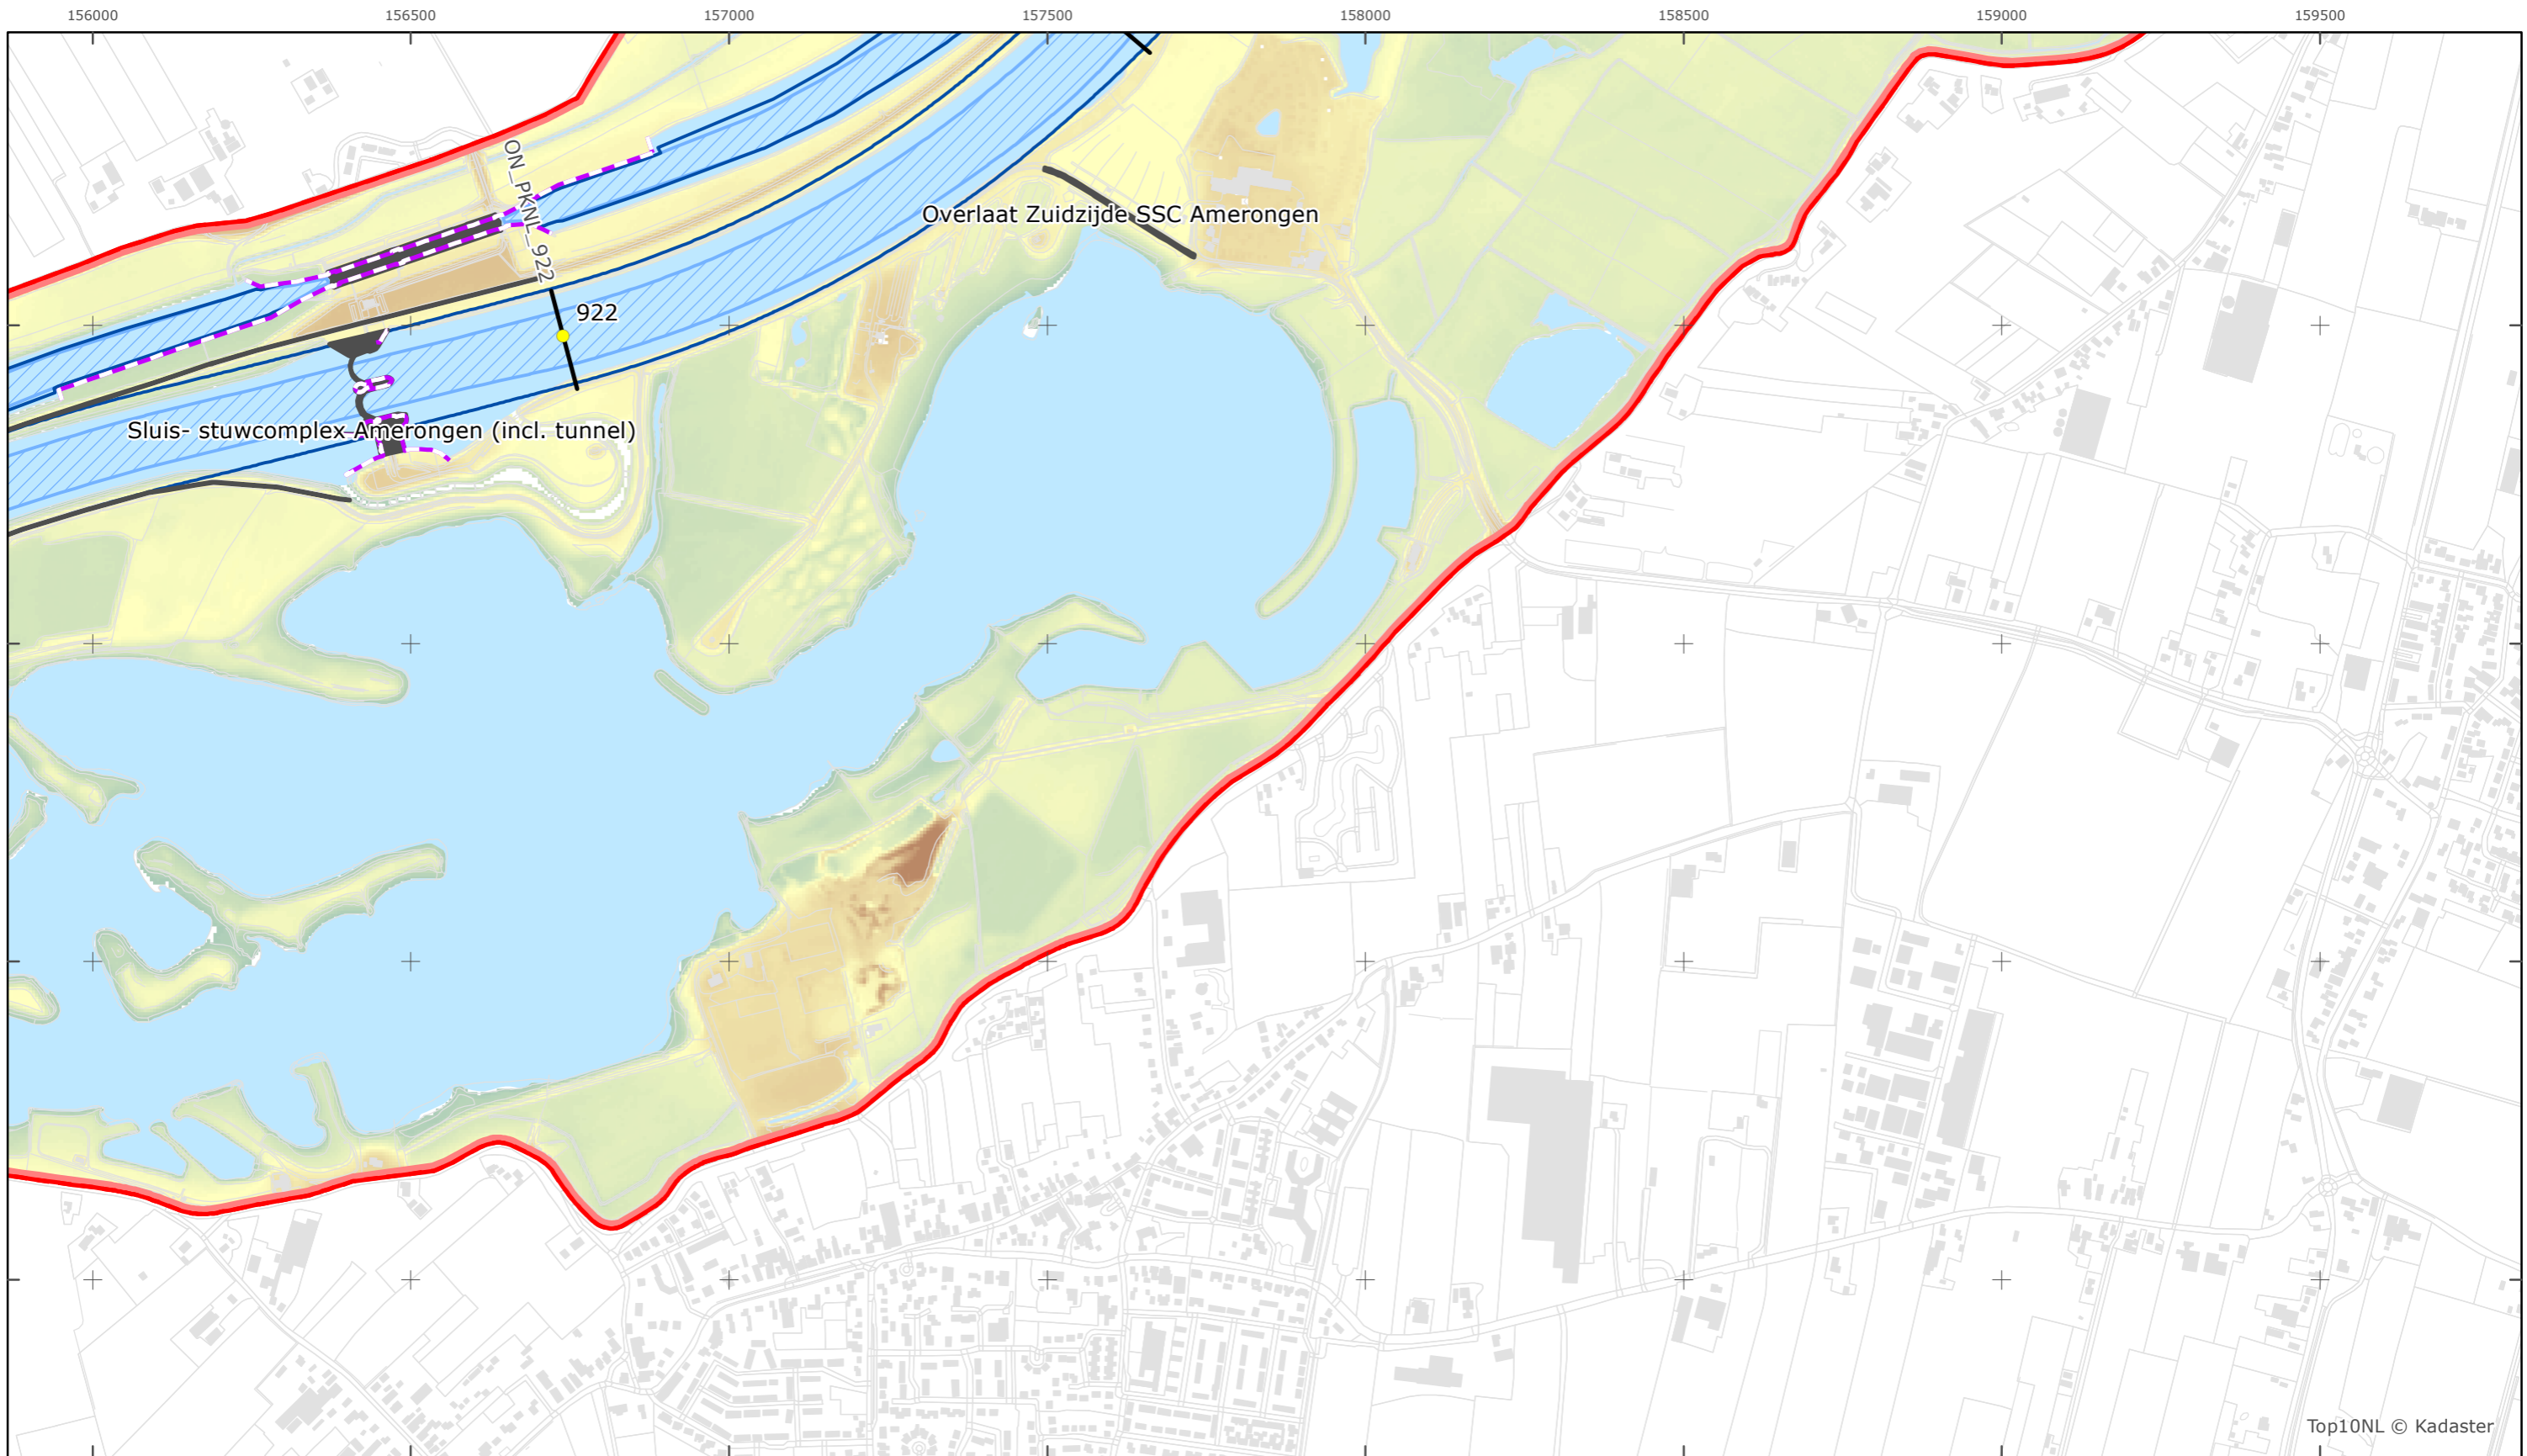 156000 156500 157000 157500 158000 158500 159000 159500
ON_PKNL_922
Overlaat Zuidzijde SSC Amerongen
922
Sluis- stuwcomplex Amerongen (incl. tunnel)
Top10NL © Kadaster